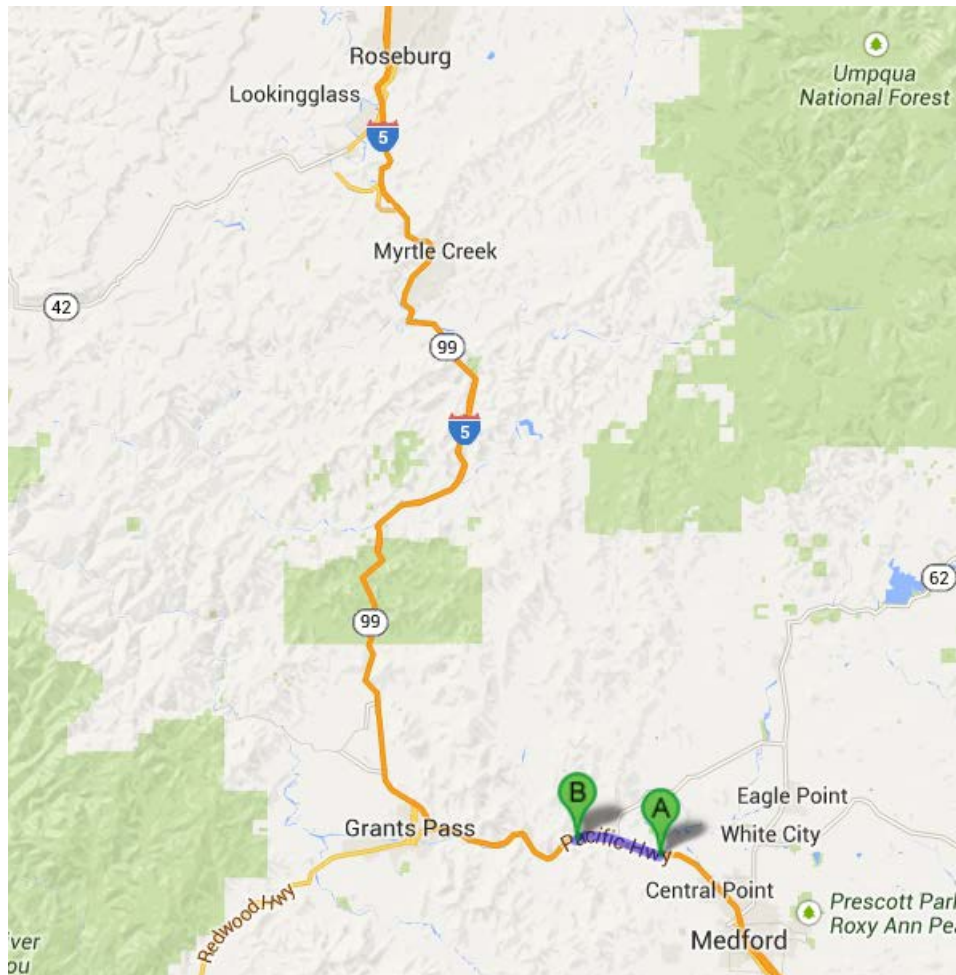 Roseburg
Lookingglass
Umpqua
National Forest
5
Myrtle Creek
42
99
5
62
99
B
A
Eagle Point
Grants Pass
Pacific Hwy
White City
Central Point
Redwood Hwy
Prescott Park
Roxy Ann Pea
Medford
iver
ou